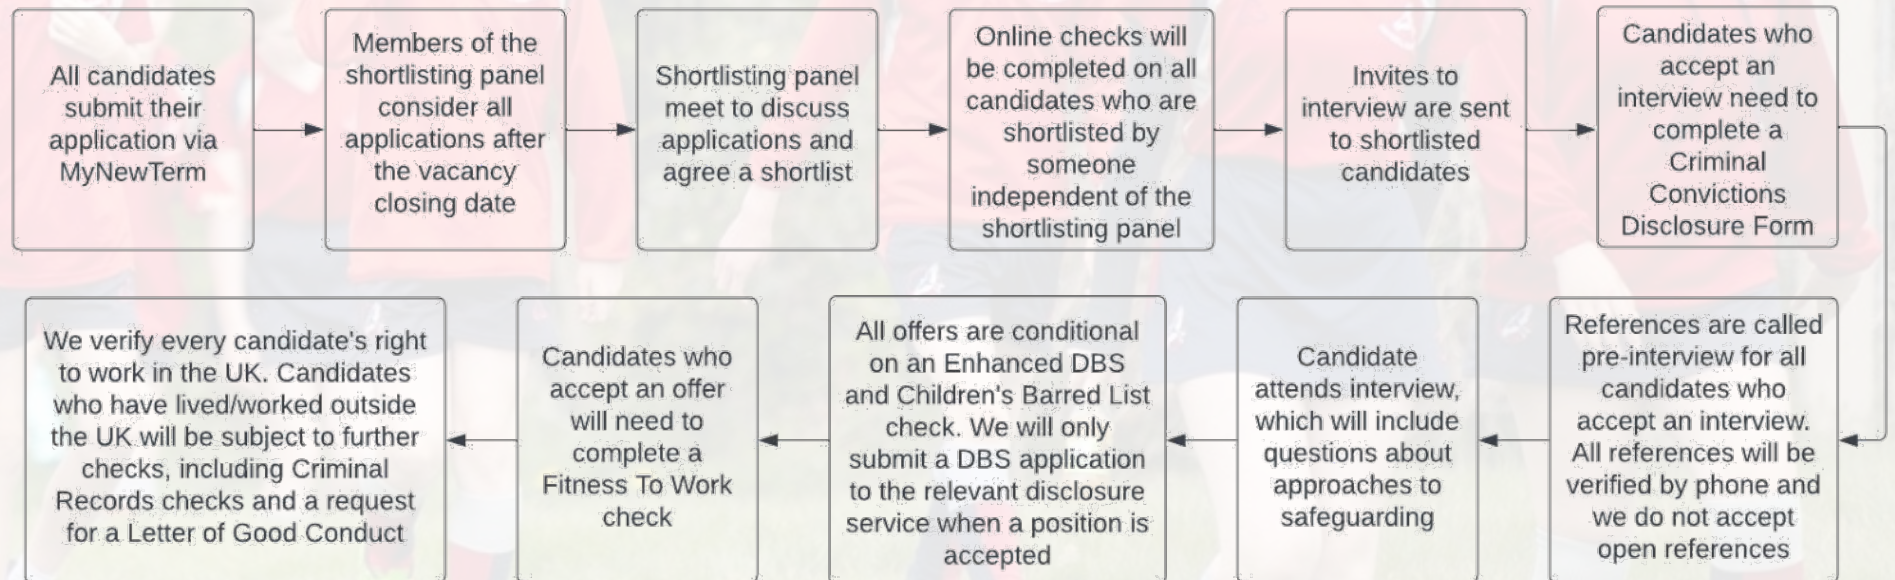 All candidates
submit their
application via
MyNewTerm
Members of the
shortlisting panel
consider all
applications after
the vacancy
closing date
Shortlisting panel
meet to discuss
applications and
agree a shortlist
Online checks will
be completed on all
candidates who are
shortlisted by
someone
independent of the
shortlisting panel
Invites to
interview are sent
to shortlisted
candidates
Candidates who
accept an
interview need to
complete a
Criminal
Convictions
Disclosure Form
References are called
pre-interview for all
candidates who
accept an interview.
All references will be
verified by phone and
we do not accept
open references
Candidate
attends interview,
which will include
questions about
approaches to
safeguarding
All offers are conditional
on an Enhanced DBS
and Children's Barred List
check. We will only
submit a DBS application
to the relevant disclosure
service when a position is
accepted
Candidates who
accept an offer
will need to
complete a
Fitness To Work
check
We verify every candidate's right
to work in the UK. Candidates
who have lived/worked outside
the UK will be subject to further
checks, including Criminal
Records checks and a request
for a Letter of Good Conduct